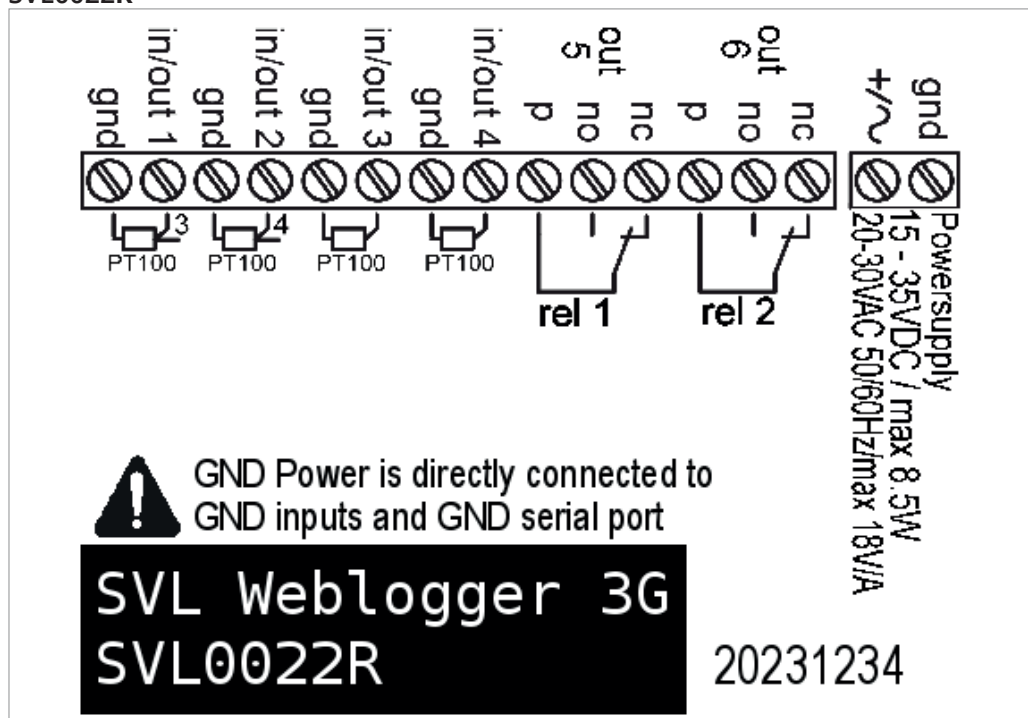 SVL0022R
gnd in/out 1 gnd in/out 2 gnd in/out 3 gnd in/out 4
out 5
p no nc
out 6
p no nc
+/~ gnd
3
4
PT100 PT100 PT100 PT100
rel 1 rel 2
Powersupply
15 - 35VDC / max 8.5W
20-30VAC 50/60Hz/max 18V/A
GND Power is directly connected to
GND inputs and GND serial port
SVL Weblogger 3G
SVL0022R
20231234